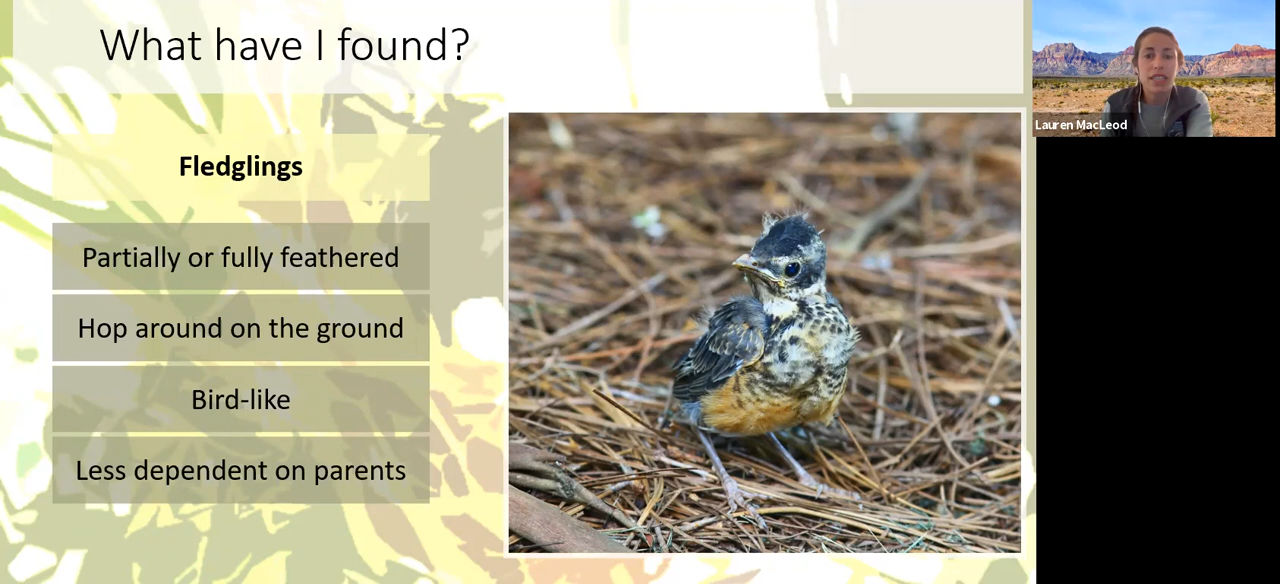 What have I found?
Fledglings
Partially or fully feathered
Hop around on the ground
Bird-like
Less dependent on parents
Lauren MacLeod